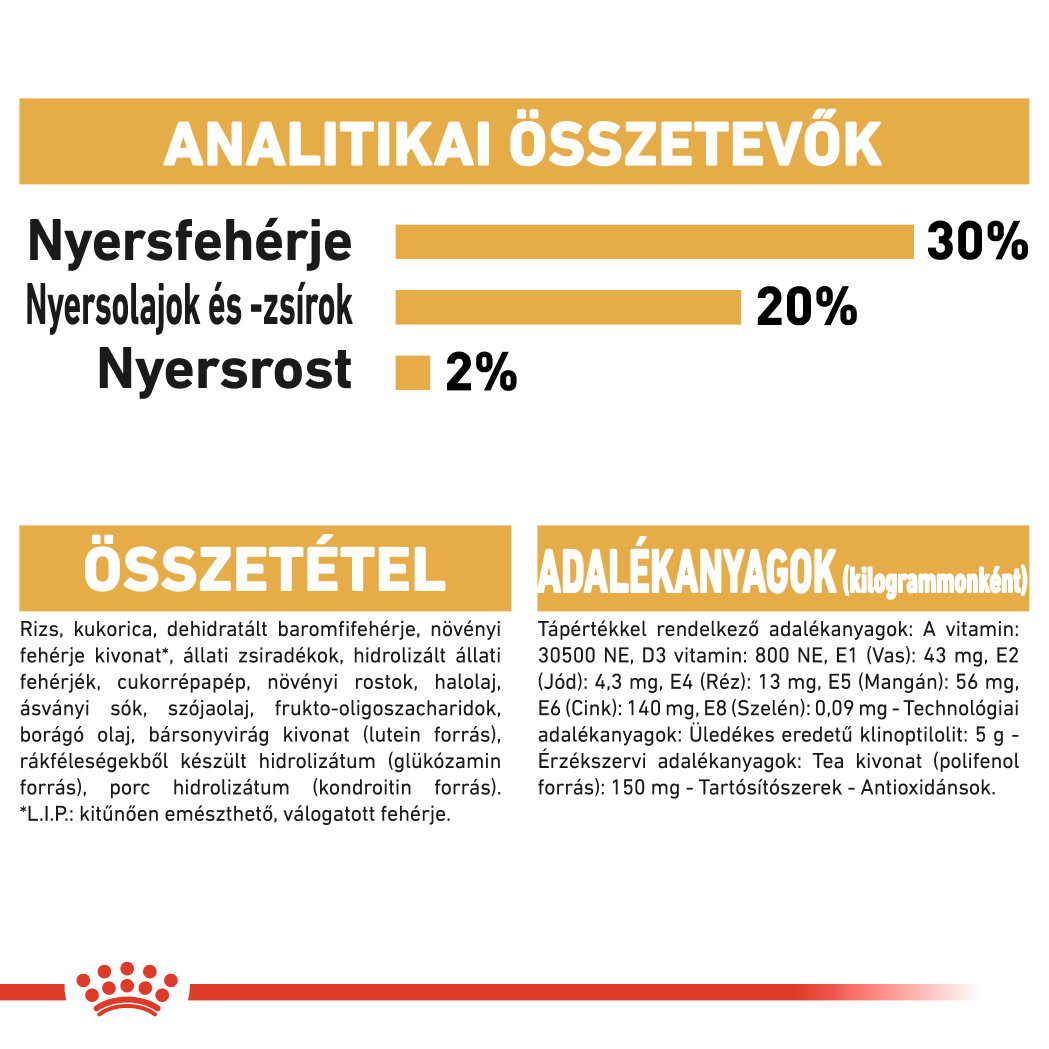 ANALITIKAI ÖSSZETEVŐK
Nyersfehérje 30%
Nyersolajok és -zsírok 20%
Nyersrost 2%
ÖSSZETÉTEL
Rizs, kukorica, dehidratált baromfifehérje, növényi
fehérje kivonat*, állati zsiradékok, hidrolizált állati
fehérjék, cukorrépapép, növényi rostok, halolaj,
ásványi sók, szójaolaj, frukto-oligoszacharidok,
borágó olaj, bársonyvirág kivonat (lutein forrás),
rákféleségekből készült hidrolizátum (glükózamin
forrás), porc hidrolizátum (kondroitin forrás).
*L.I.P.: kitűnően emészthető, válogatott fehérje.
ADALÉKANYAGOK (kilogrammonként)
Tápértékkel rendelkező adalékanyagok: A vitamin:
30500 NE, D3 vitamin: 800 NE, E1 (Vas): 43 mg, E2
(Jód): 4,3 mg, E4 (Réz): 13 mg, E5 (Mangán): 56 mg,
E6 (Cink): 140 mg, E8 (Szelén): 0,09 mg - Technológiai
adalékanyagok: Üledékes eredetű klinoptilolit: 5 g -
Érzékszervi adalékanyagok: Tea kivonat (polifenol
forrás): 150 mg - Tartósítószerek - Antioxidánsok.